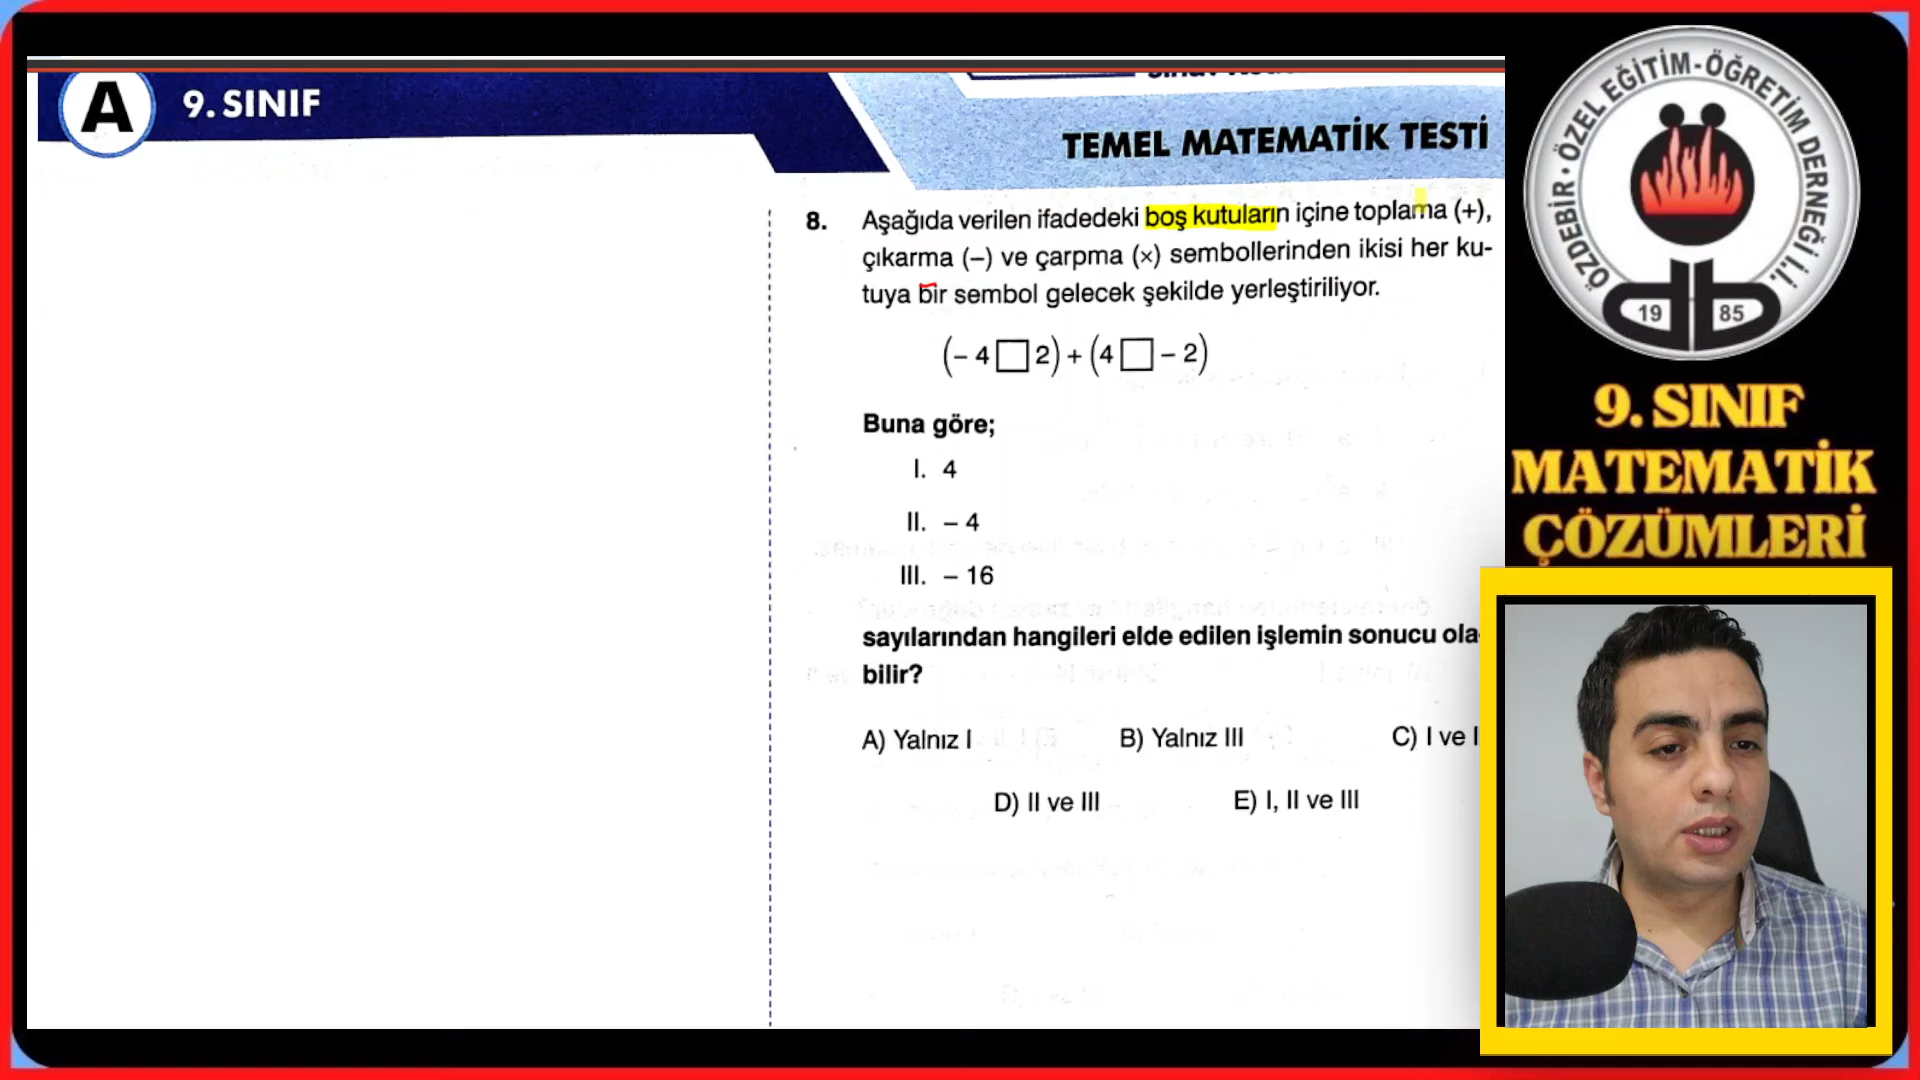 A
9. SINIF
TEMEL MATEMATİK TESTİ
8. Aşağıda verilen ifadedeki boş kutuların içine toplama (+),
çıkarma (–) ve çarpma (×) sembollerinden ikisi her ku-
tuya bir sembol gelecek şekilde yerleştiriliyor.
(– 4 □ 2) + (4 □ – 2)
Buna göre;
I. 4
II. – 4
III. – 16
sayılarından hangileri elde edilen işlemin sonucu ola-
bilir?
A) Yalnız I B) Yalnız III C) I ve I
D) II ve III E) I, II ve III
ÖZDEBİR • ÖZEL EĞİTİM-ÖĞRETİM DERNEĞİ İ.İ.
19 85
9. SINIF
MATEMATİK
ÇÖZÜMLERİ